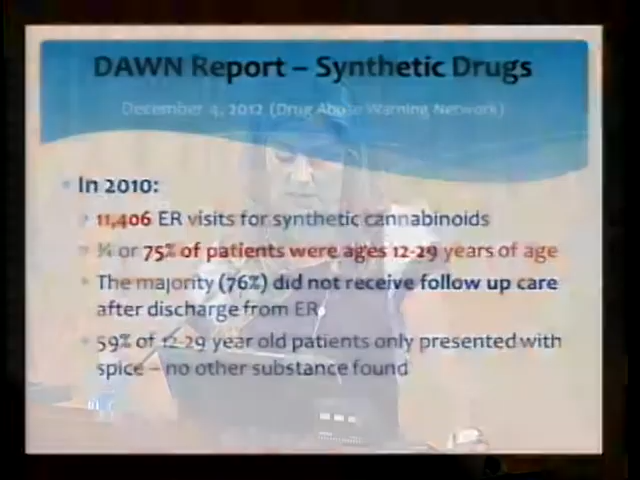 DAWN Report – Synthetic Drugs
December 4, 2012 (Drug Abuse Warning Network)
In 2010:
11,406 ER visits for synthetic cannabinoids
¾ or 75% of patients were ages 12-29 years of age
The majority (76%) did not receive follow up care
after discharge from ER
59% of 12-29 year old patients only presented with
spice – no other substance found